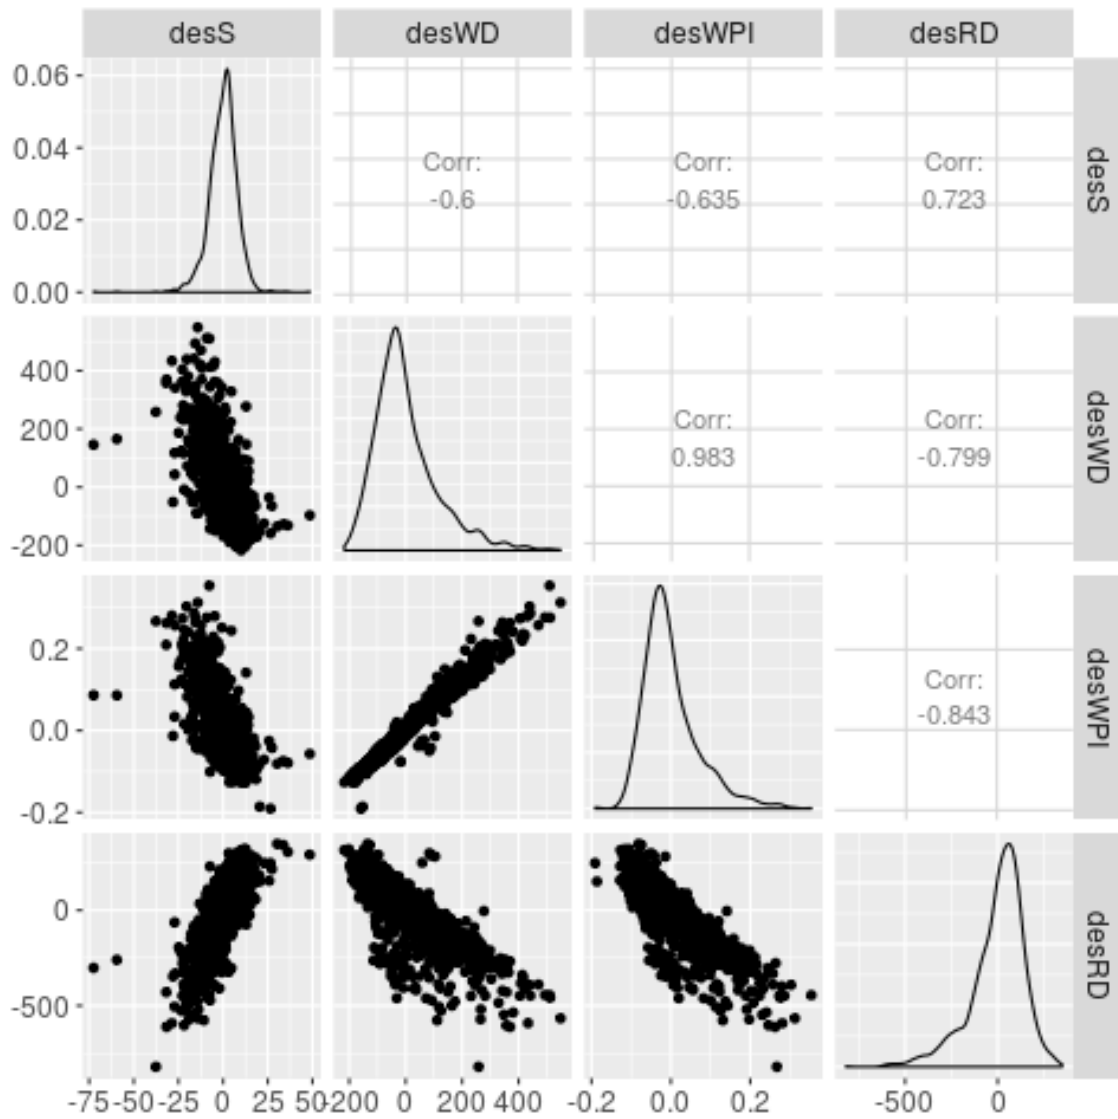 desS desWD desWPI desRD
0.06
0.04
0.02
0.00
Corr:
-0.6
Corr:
-0.635
Corr:
0.723
desS
400
200
0
-200
Corr:
0.983
Corr:
-0.799
desWD
0.2
0.0
-0.2
Corr:
-0.843
desWPI
0
-500
desRD
-75 -50 -25 0 25 50 -200 0 200 400 -0.2 0.0 0.2 -500 0